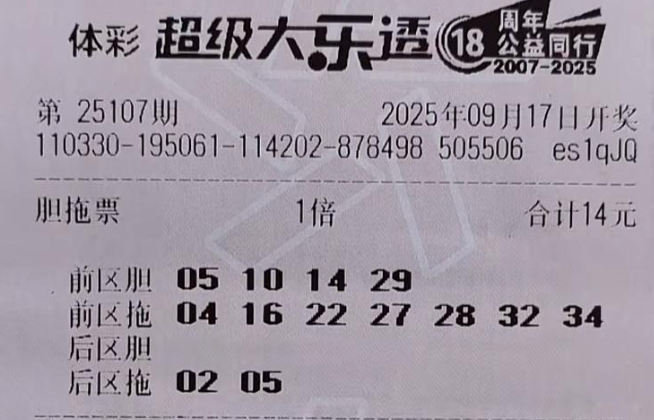 体彩 超级大乐透 18 周年
公益同行
2007-2025
第 25107期 2025年09月17日开奖
110330-195061-114202-878498 505506 es1qJQ
胆拖票 1倍 合计14元
前区胆 05 10 14 29
前区拖 04 16 22 27 28 32 34
后区胆
后区拖 02 05